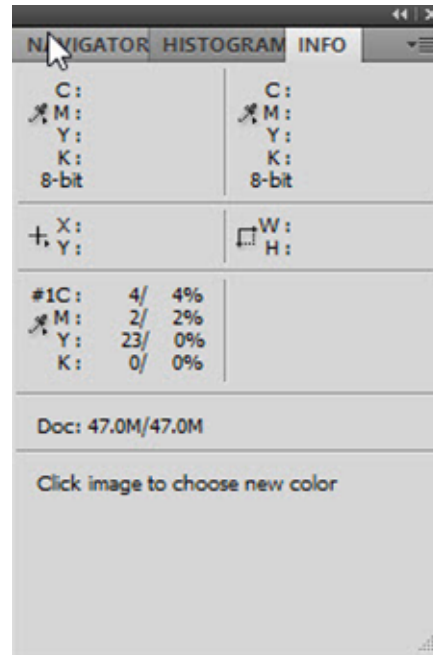 NAVIGATOR HISTOGRAM INFO
C: C:
M: M:
Y: Y:
K: K:
8-bit 8-bit
X: W:
Y: H:
#1C: 4/ 4%
M: 2/ 2%
Y: 23/ 0%
K: 0/ 0%
Doc: 47.0M/47.0M
Click image to choose new color